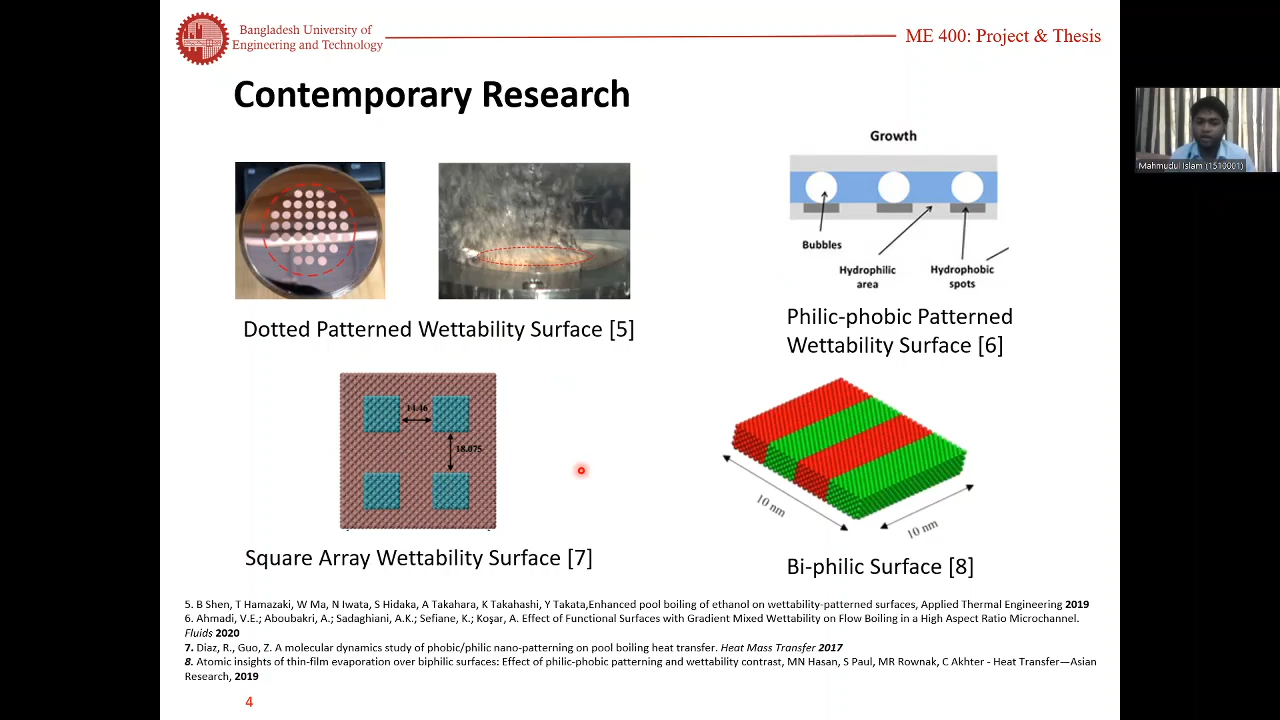 Bangladesh University of
Engineering and Technology
ME 400: Project & Thesis
Contemporary Research
Growth
Bubbles
Hydrophilic
area
Hydrophobic
spots
Dotted Patterned Wettability Surface [5]
Philic-phobic Patterned
Wettability Surface [6]
14.46
18.075
10 nm
10 nm
Square Array Wettability Surface [7]
Bi-philic Surface [8]
5. B Shen, T Hamazaki, W Ma, N Iwata, S Hidaka, A Takahara, K Takahashi, Y Takata,Enhanced pool boiling of ethanol on wettability-patterned surfaces, Applied Thermal Engineering 2019
6. Ahmadi, V.E.; Aboubakri, A.; Sadaghiani, A.K.; Sefiane, K.; Koşar, A. Effect of Functional Surfaces with Gradient Mixed Wettability on Flow Boiling in a High Aspect Ratio Microchannel.
Fluids 2020
7. Diaz, R., Guo, Z. A molecular dynamics study of phobic/philic nano-patterning on pool boiling heat transfer. Heat Mass Transfer 2017
8. Atomic insights of thin-film evaporation over biphilic surfaces: Effect of philic-phobic patterning and wettability contrast, MN Hasan, S Paul, MR Rownak, C Akhter - Heat Transfer—Asian
Research, 2019
4
Mahmudul Islam (1510001)